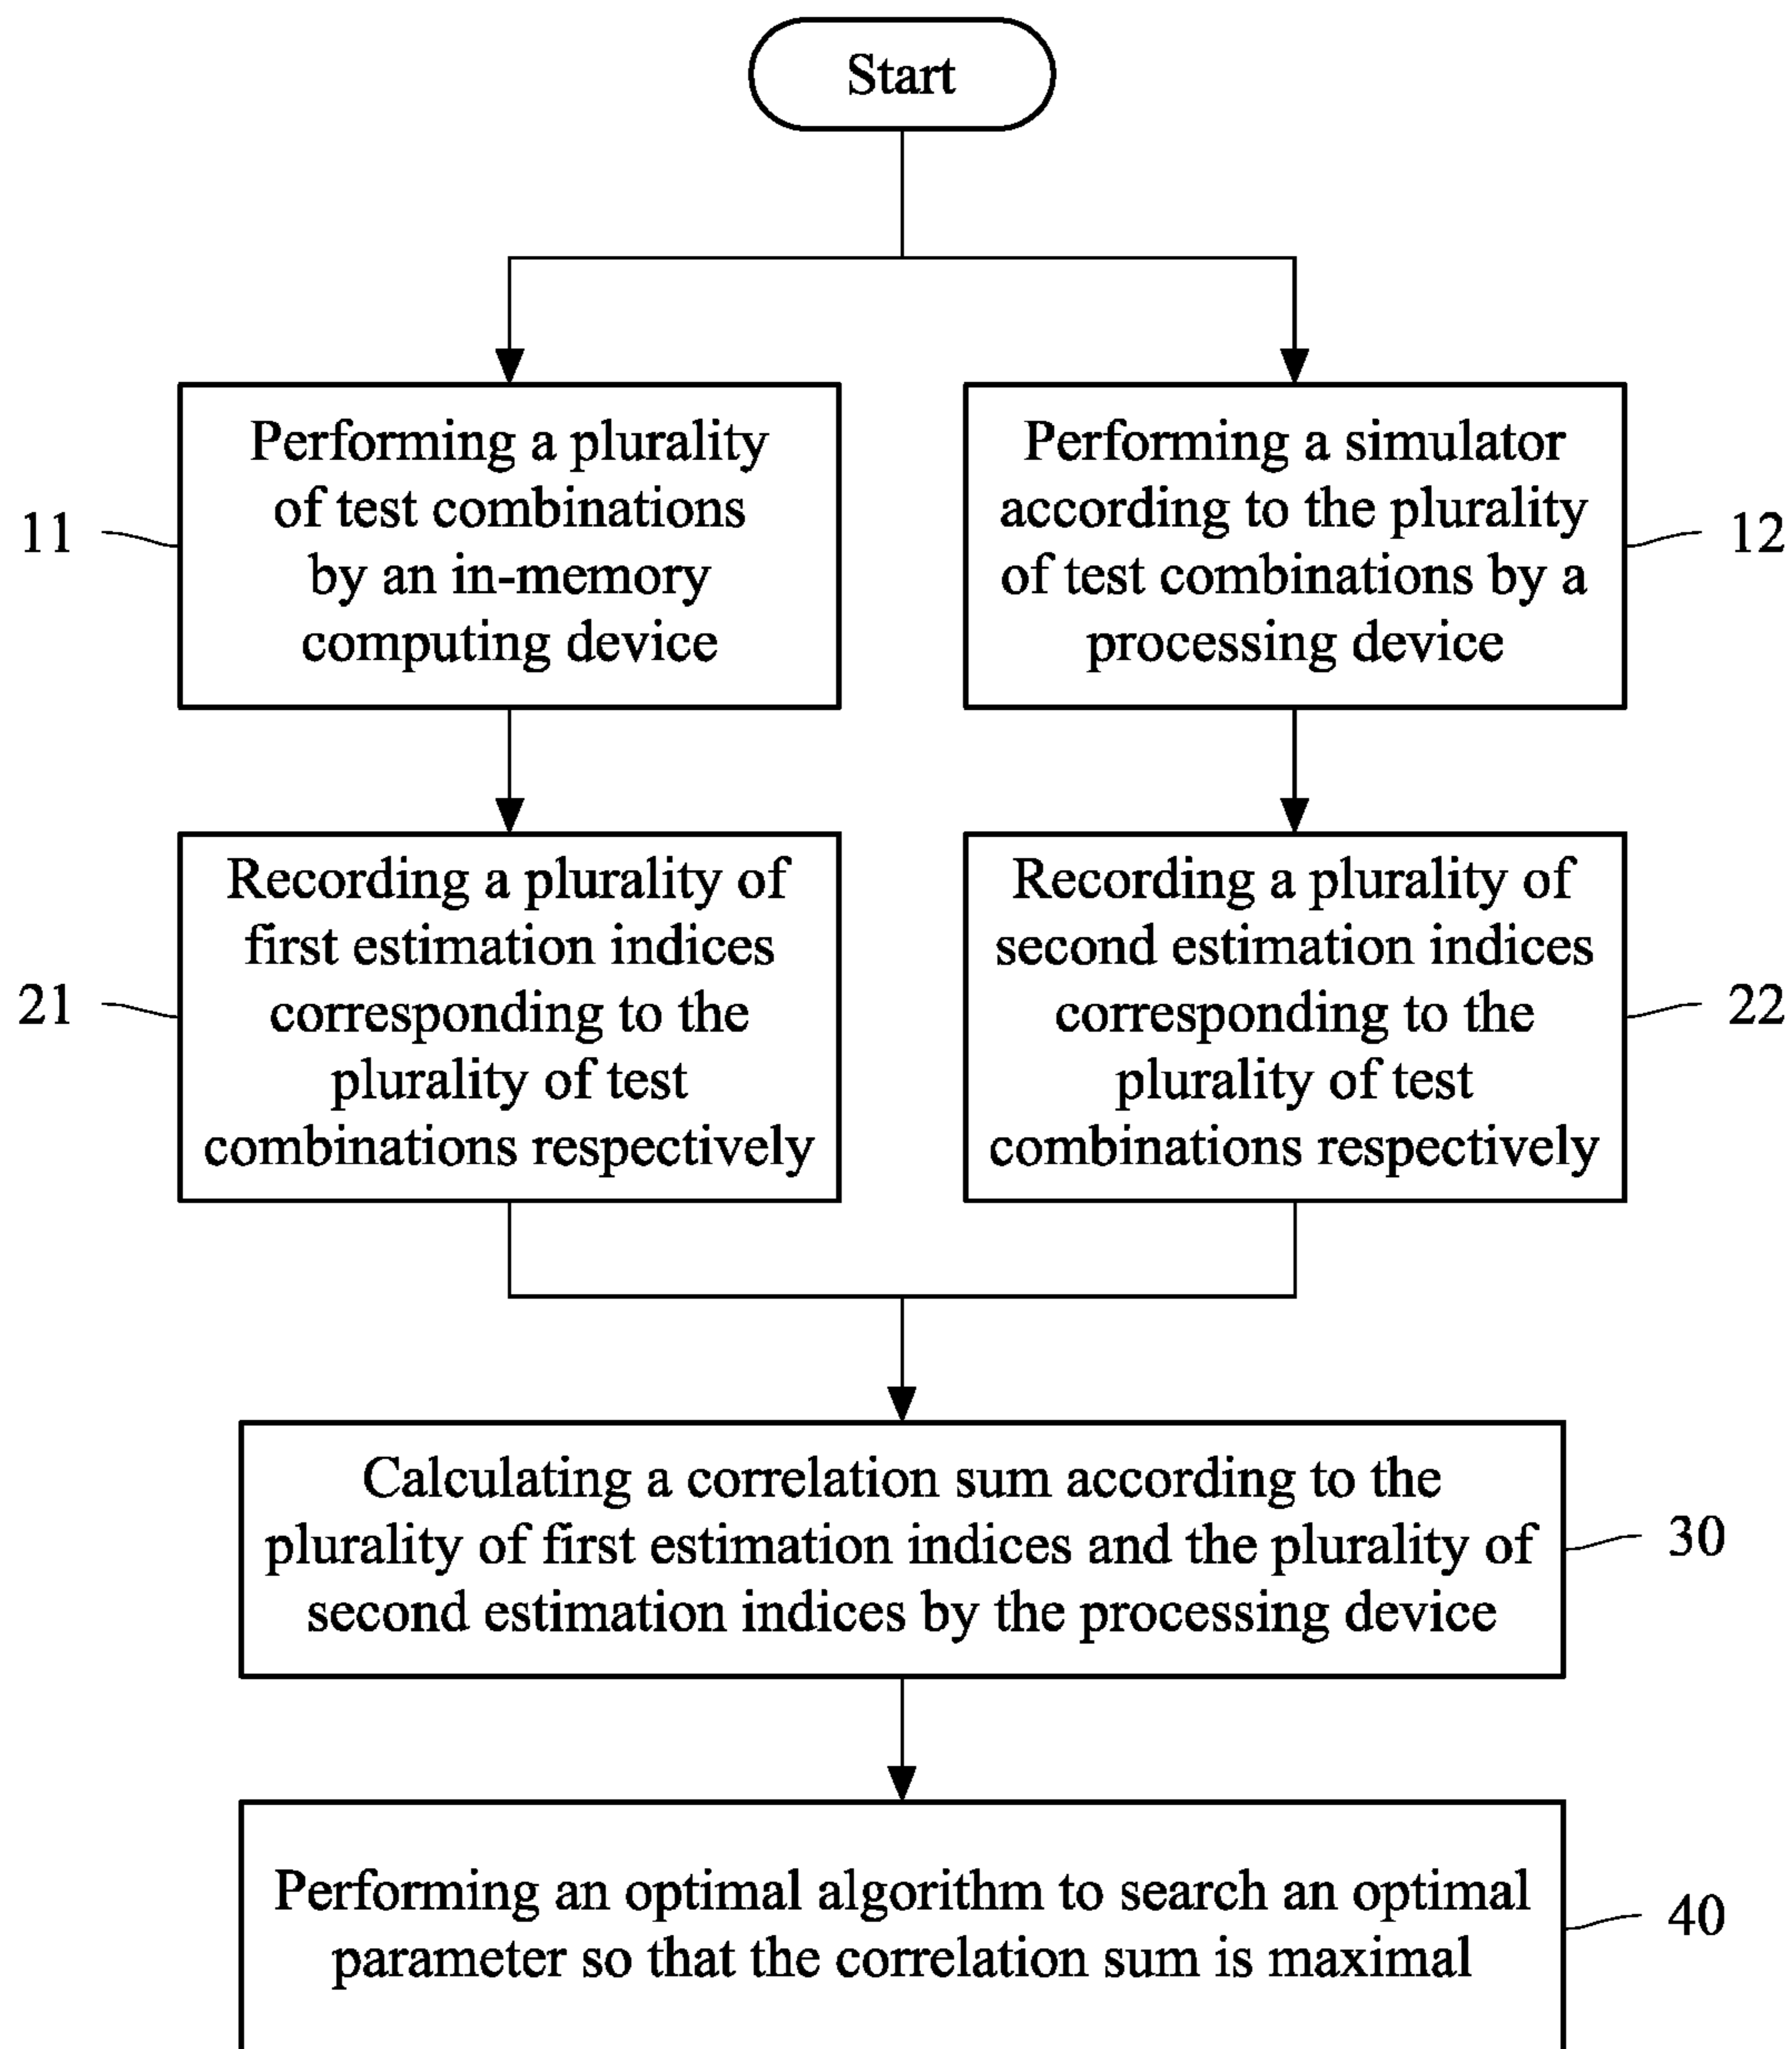 Start
Performing a plurality
of test combinations
by an in-memory
computing device
11
Performing a simulator
according to the plurality
of test combinations by a
processing device
12
Recording a plurality of
first estimation indices
corresponding to the
plurality of test
combinations respectively
21
Recording a plurality of
second estimation indices
corresponding to the
plurality of test
combinations respectively
22
Calculating a correlation sum according to the
plurality of first estimation indices and the plurality of
second estimation indices by the processing device
30
Performing an optimal algorithm to search an optimal
parameter so that the correlation sum is maximal
40